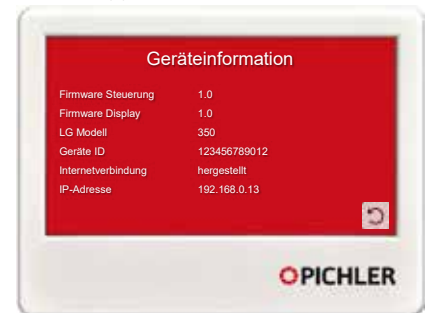 Geräteinformation
Firmware Steuerung 1.0
Firmware Display 1.0
LG Modell 350
Geräte ID 123456789012
Internetverbindung hergestellt
IP-Adresse 192.168.0.13
PICHLER